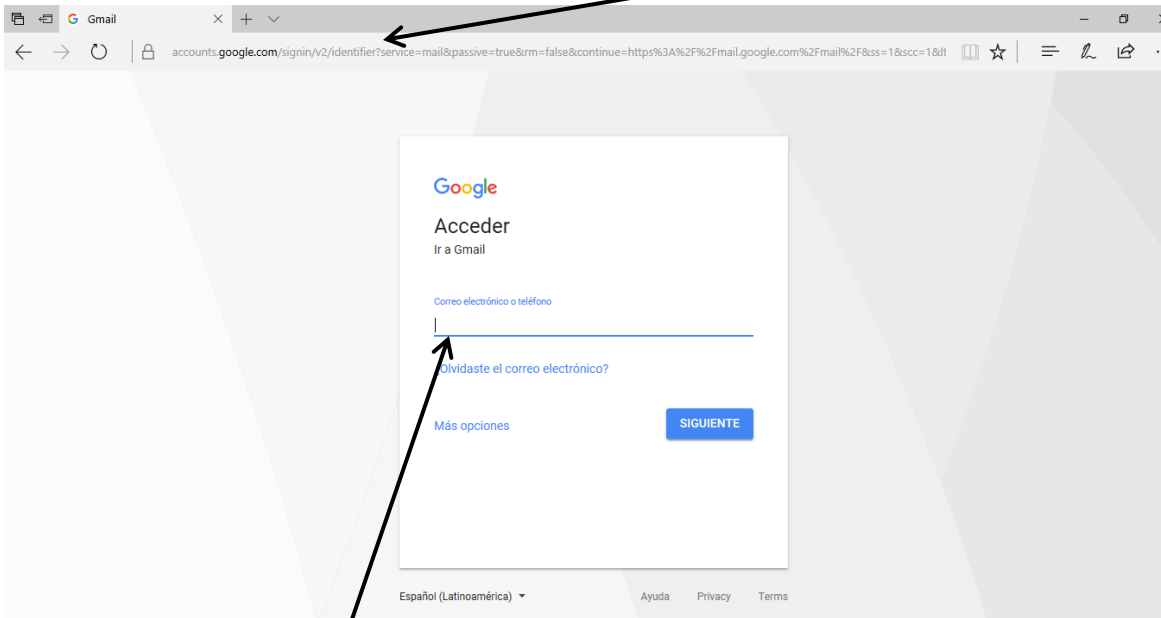 Gmail
accounts.google.com/signin/v2/identifier?service=mail&passive=true&rm=false&continue=https%3A%2F%2Fmail.google.com%2Fmail%2F&ss=1&scc=1&lt
Google
Acceder
Ir a Gmail
Correo electrónico o teléfono
Olvidaste el correo electrónico?
Más opciones
SIGUIENTE
Español (Latinoamérica)
Ayuda
Privacy
Terms